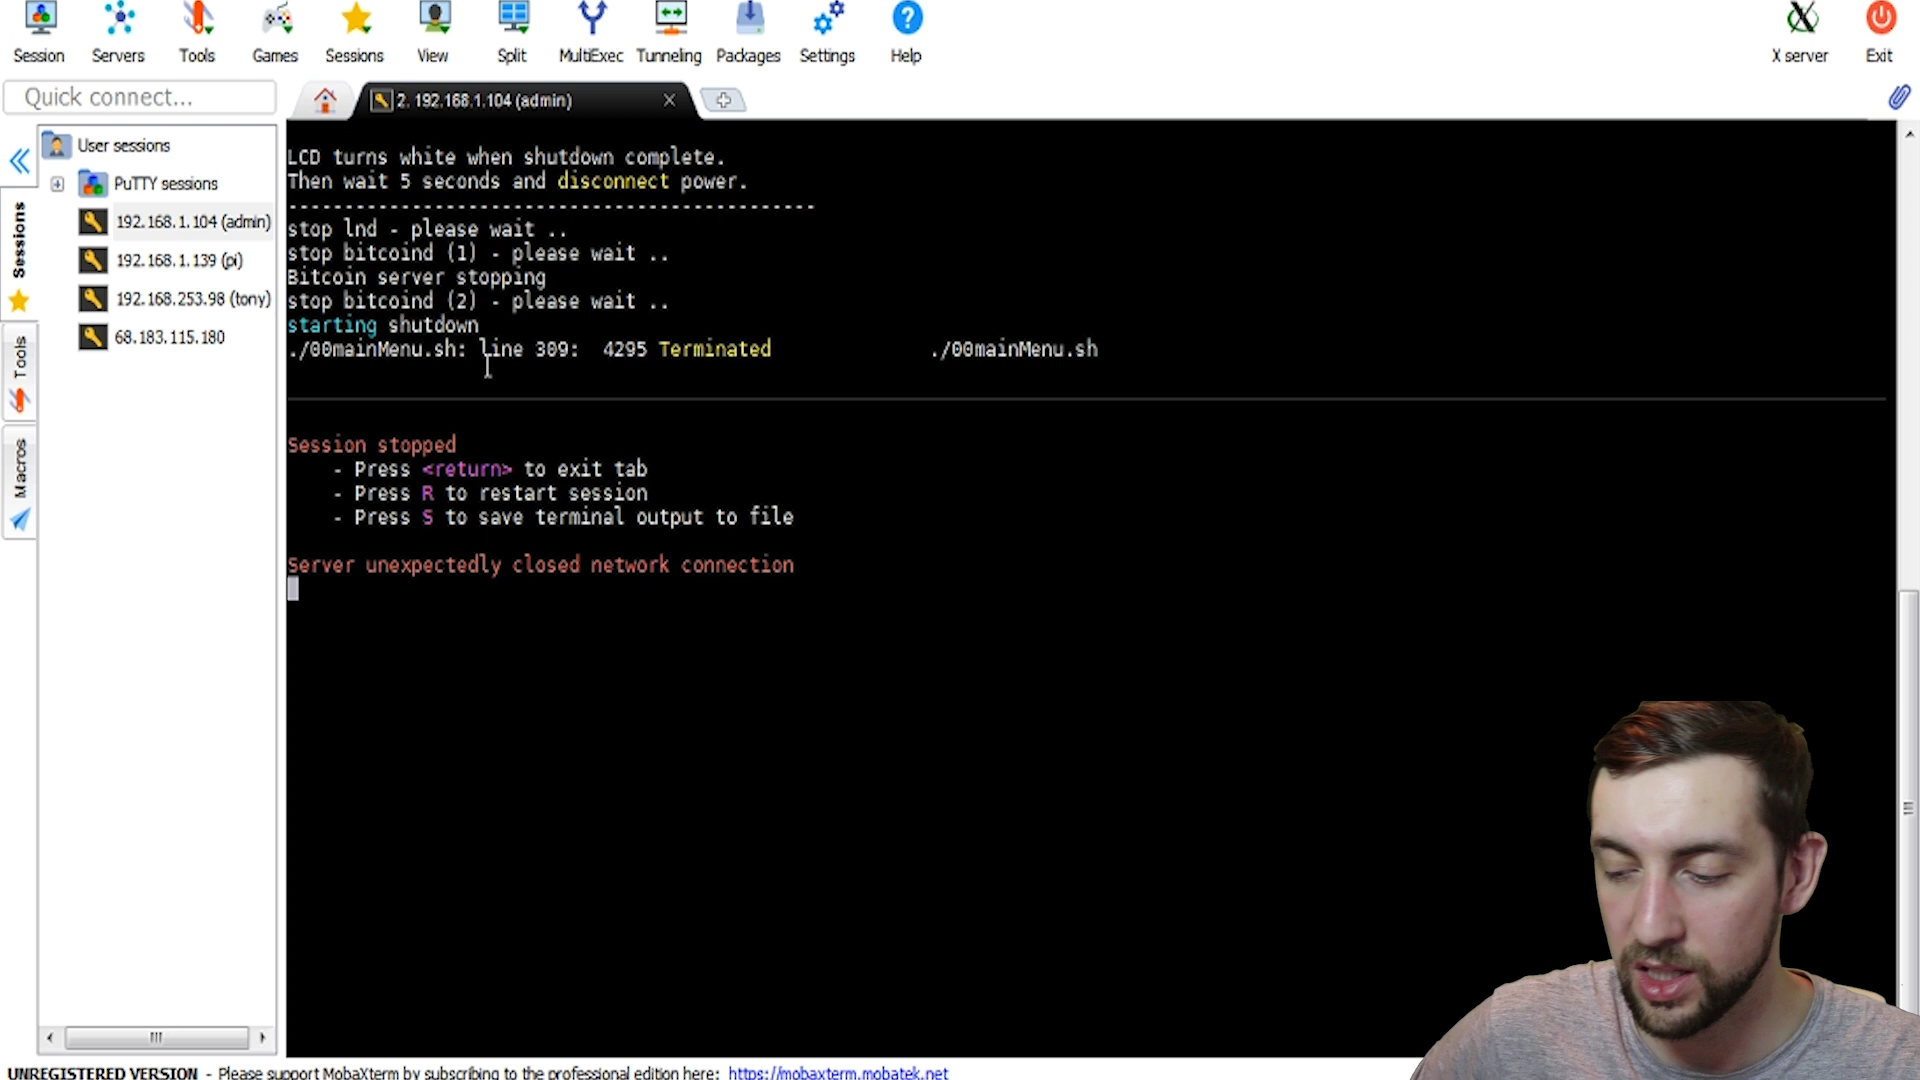 Session Servers Tools Games Sessions View Split MultiExec Tunneling Packages Settings Help X server Exit
Quick connect...
2. 192.168.1.104 (admin)
User sessions
PuTTY sessions
192.168.1.104 (admin)
192.168.1.139 (pi)
192.168.253.98 (tony)
68.183.115.180
Sessions
Tools
Macros
LCD turns white when shutdown complete.
Then wait 5 seconds and disconnect power.
-----------------------------------------------
stop lnd - please wait ..
stop bitcoind (1) - please wait ..
Bitcoin server stopping
stop bitcoind (2) - please wait ..
starting shutdown
./00mainMenu.sh: line 309:  4295 Terminated              ./00mainMenu.sh
Session stopped
- Press <return> to exit tab
- Press R to restart session
- Press S to save terminal output to file
Server unexpectedly closed network connection
UNREGISTERED VERSION - Please support MobaXterm by subscribing to the professional edition here: https://mobaxterm.mobatek.net